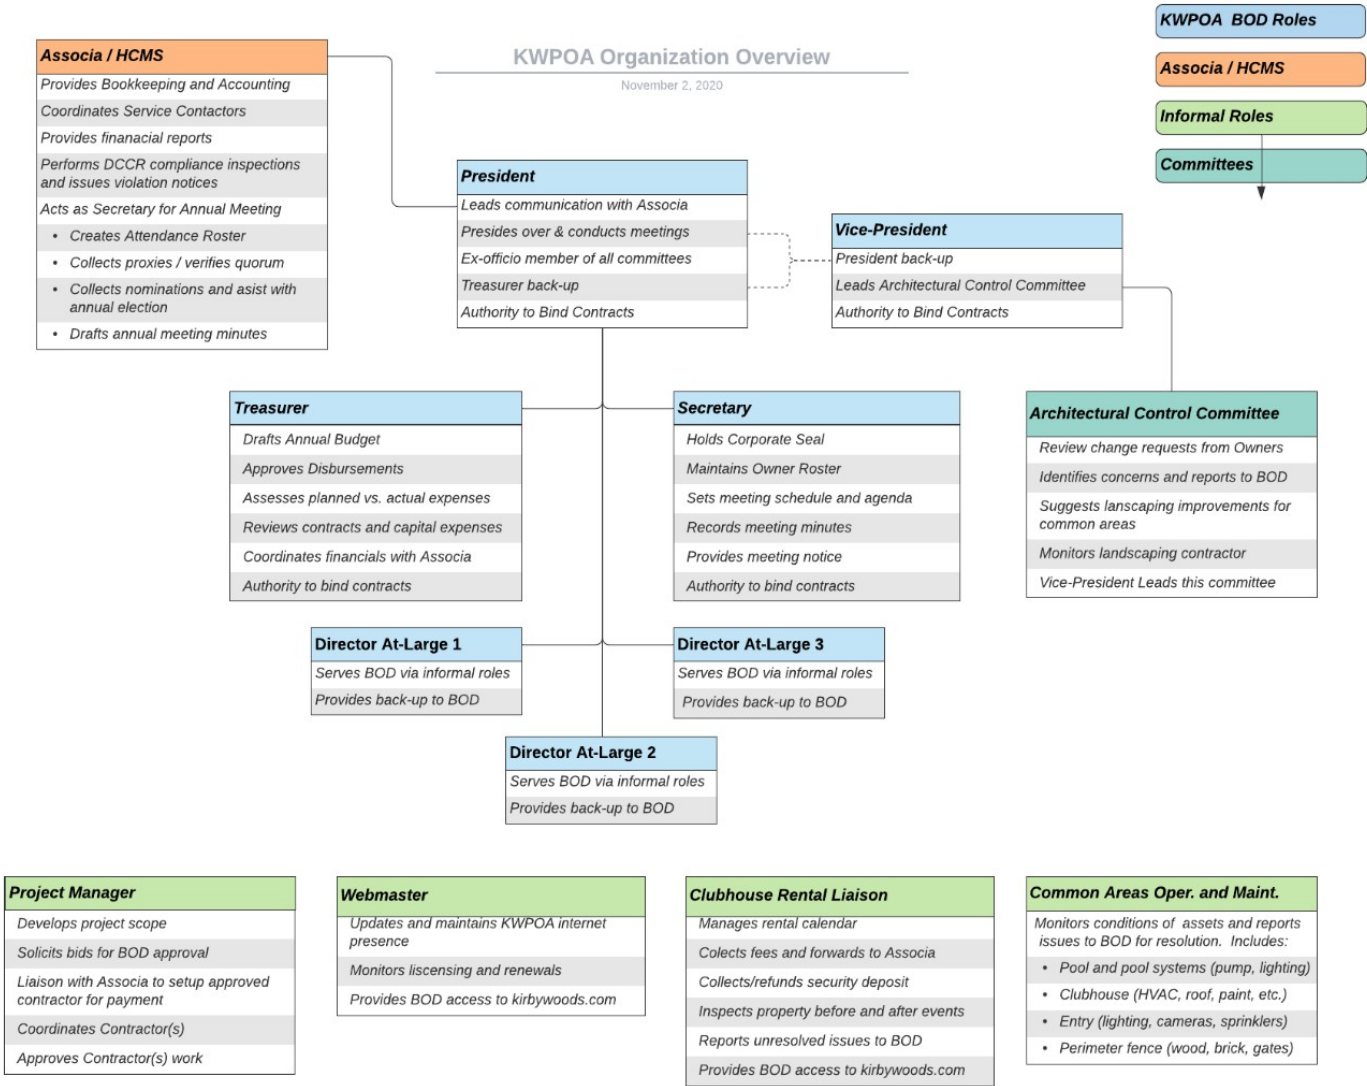 KWPOA Organization Overview
November 2, 2020
KWPOA  BOD Roles
Associa / HCMS
Informal Roles
Committees
Associa / HCMS
Provides Bookkeeping and Accounting
Coordinates Service Contactors
Provides finanacial reports
Performs DCCR compliance inspections
and issues violation notices
Acts as Secretary for Annual Meeting
• Creates Attendance Roster
• Collects proxies / verifies quorum
• Collects nominations and asist with
annual election
• Drafts annual meeting minutes
President
Leads communication with Associa
Presides over & conducts meetings
Ex-officio member of all committees
Treasurer back-up
Authority to Bind Contracts
Vice-President
President back-up
Leads Architectural Control Committee
Authority to Bind Contracts
Treasurer
Drafts Annual Budget
Approves Disbursements
Assesses planned vs. actual expenses
Reviews contracts and capital expenses
Coordinates financials with Associa
Authority to bind contracts
Secretary
Holds Corporate Seal
Maintains Owner Roster
Sets meeting schedule and agenda
Records meeting minutes
Provides meeting notice
Authority to bind contracts
Architectural Control Committee
Review change requests from Owners
Identifies concerns and reports to BOD
Suggests lanscaping improvements for
common areas
Monitors landscaping contractor
Vice-President Leads this committee
Director At-Large 1
Serves BOD via informal roles
Provides back-up to BOD
Director At-Large 3
Serves BOD via informal roles
Provides back-up to BOD
Director At-Large 2
Serves BOD via informal roles
Provides back-up to BOD
Project Manager
Develops project scope
Solicits bids for BOD approval
Liaison with Associa to setup approved
contractor for payment
Coordinates Contractor(s)
Approves Contractor(s) work
Webmaster
Updates and maintains KWPOA internet
presence
Monitors liscensing and renewals
Provides BOD access to kirbywoods.com
Clubhouse Rental Liaison
Manages rental calendar
Colects fees and forwards to Associa
Collects/refunds security deposit
Inspects property before and after events
Reports unresolved issues to BOD
Provides BOD access to kirbywoods.com
Common Areas Oper. and Maint.
Monitors conditions of  assets and reports
issues to BOD for resolution.  Includes:
• Pool and pool systems (pump, lighting)
• Clubhouse (HVAC, roof, paint, etc.)
• Entry (lighting, cameras, sprinklers)
• Perimeter fence (wood, brick, gates)